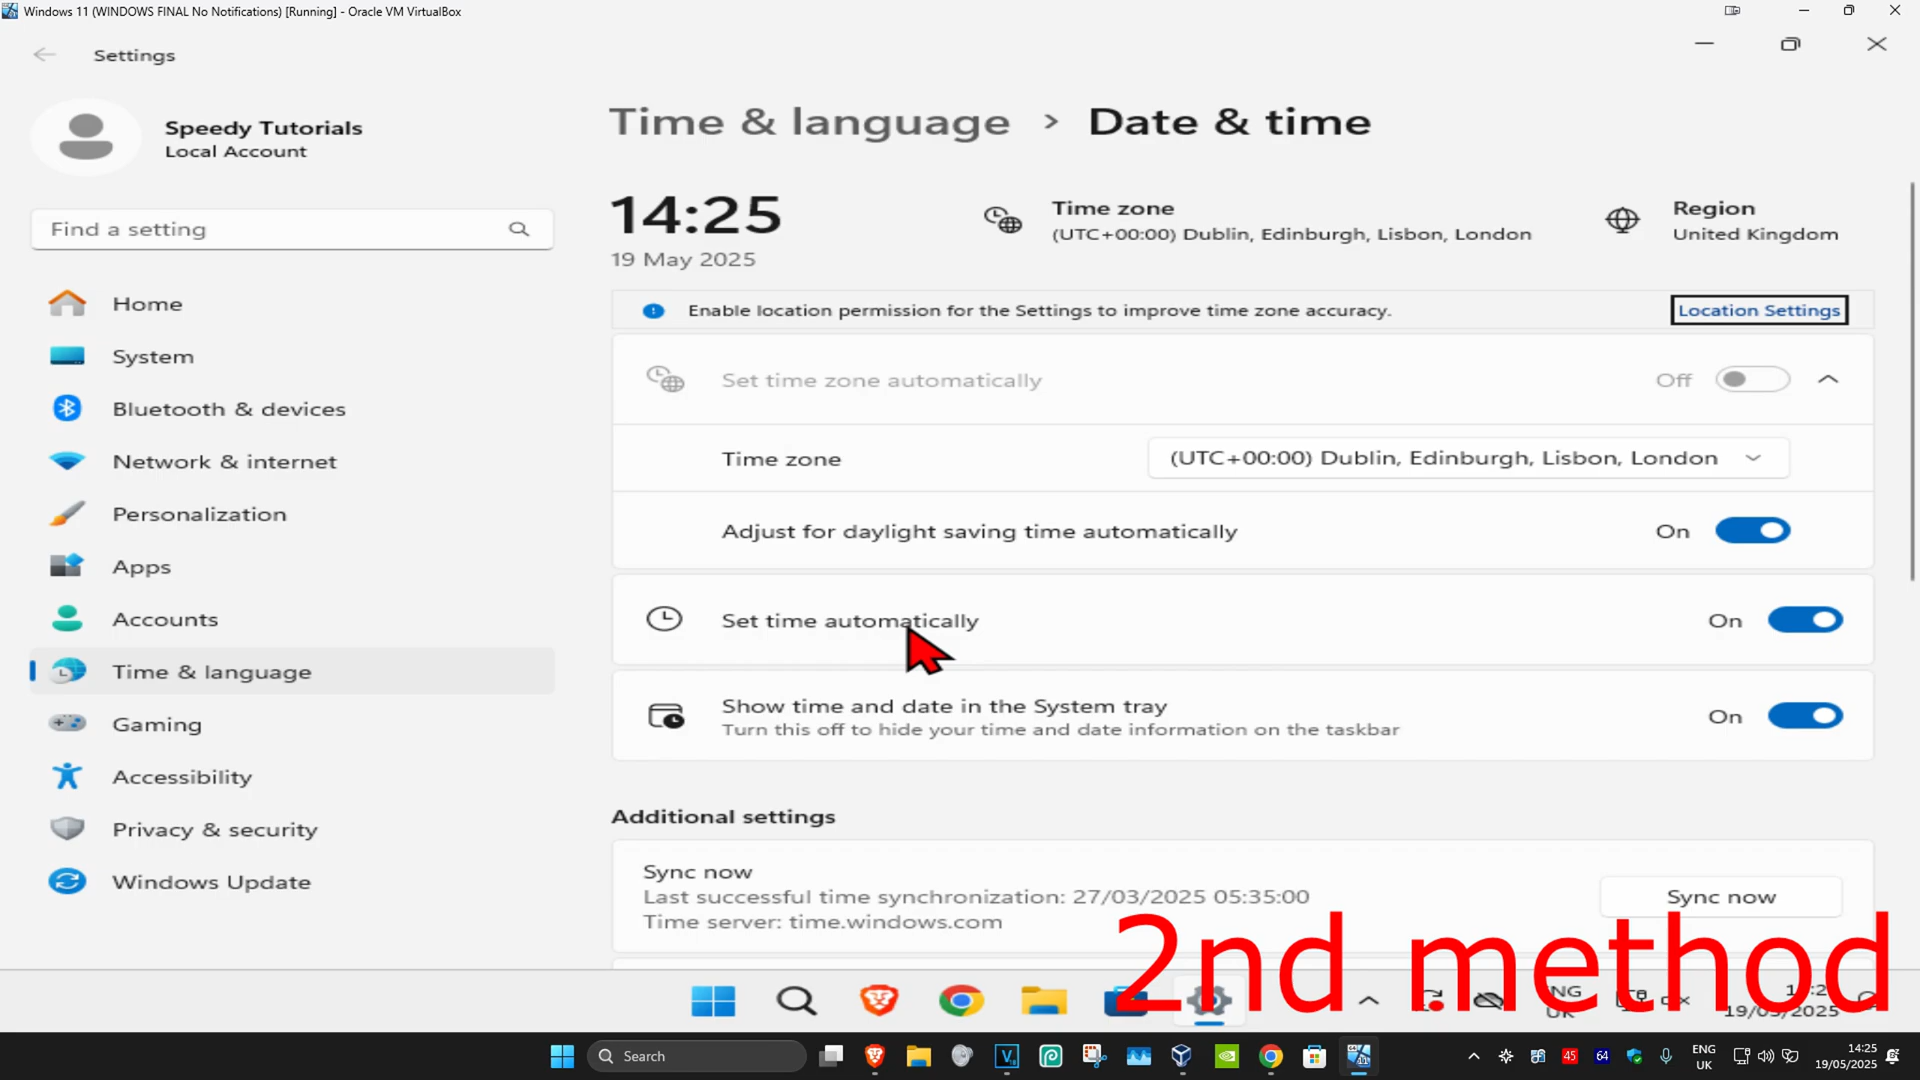 Windows 11 (WINDOWS FINAL No Notifications) [Running] - Oracle VM VirtualBox
Settings
Speedy Tutorials
Local Account
Find a setting
Home
System
Bluetooth & devices
Network & internet
Personalization
Apps
Accounts
Time & language
Gaming
Accessibility
Privacy & security
Windows Update
Time & language > Date & time
14:25
19 May 2025
Time zone
(UTC+00:00) Dublin, Edinburgh, Lisbon, London
Region
United Kingdom
Enable location permission for the Settings to improve time zone accuracy.
Location Settings
Set time zone automatically
Off
Time zone
(UTC+00:00) Dublin, Edinburgh, Lisbon, London
Adjust for daylight saving time automatically
On
Set time automatically
On
Show time and date in the System tray
Turn this off to hide your time and date information on the taskbar
On
Additional settings
Sync now
Last successful time synchronization: 27/03/2025 05:35:00
Time server: time.windows.com
Sync now
2nd method
ENG
UK
19/05/2025
Search
45
64
ENG
UK
14:25
19/05/2025